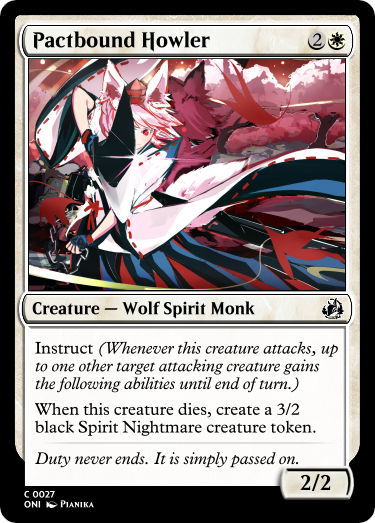 Pactbound Howler 2
Creature — Wolf Spirit Monk
Instruct (Whenever this creature attacks, up
to one other target attacking creature gains
the following abilities until end of turn.)
When this creature dies, create a 3/2
black Spirit Nightmare creature token.
Duty never ends. It is simply passed on.
2/2
C 0027
ONI Pianika